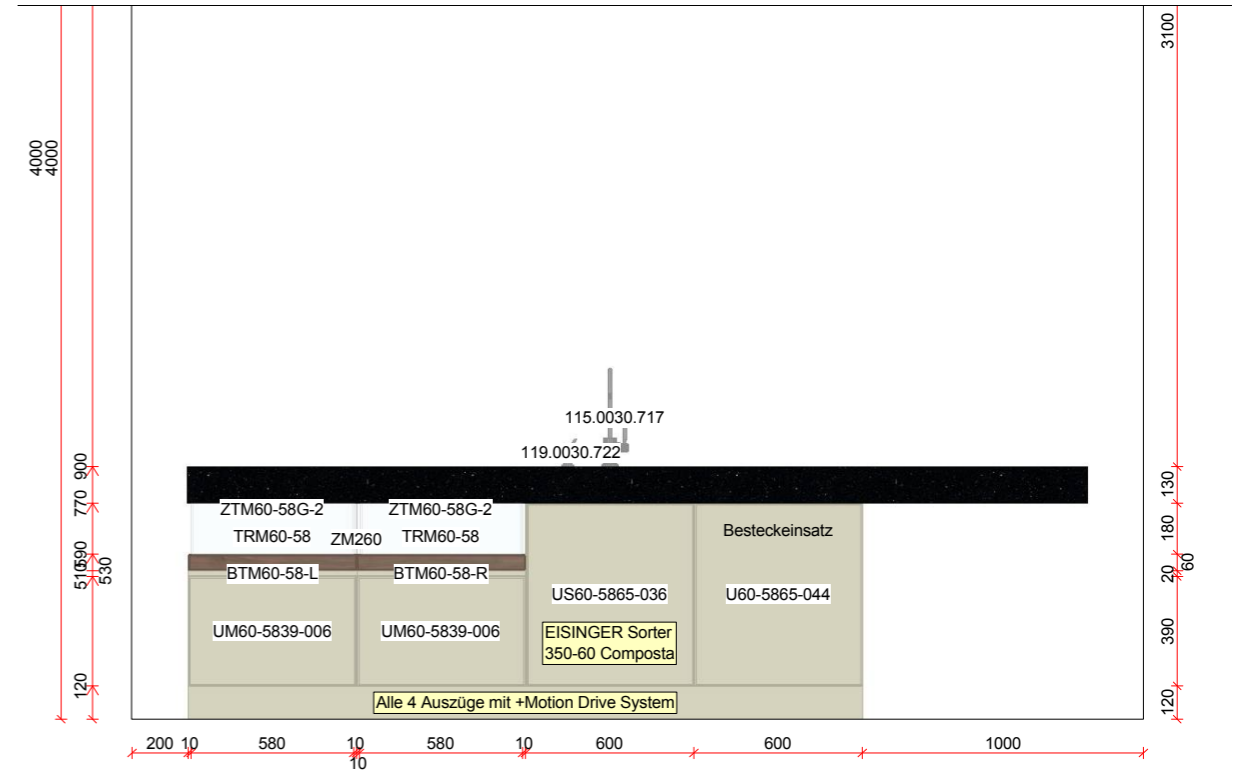 3100
4000
4000
115.0030.717
119.0030.722
900
130
770
ZTM60-58G-2
ZTM60-58G-2
TRM60-58
ZM260
TRM60-58
Besteckeinsatz
180
590
510
530
60
20
BTM60-58-L
BTM60-58-R
US60-5865-036
U60-5865-044
UM60-5839-006
UM60-5839-006
EISINGER Sorter
350-60 Composta
390
120
Alle 4 Auszüge mit +Motion Drive System
120
200
10
580
10
10
580
10
600
600
1000